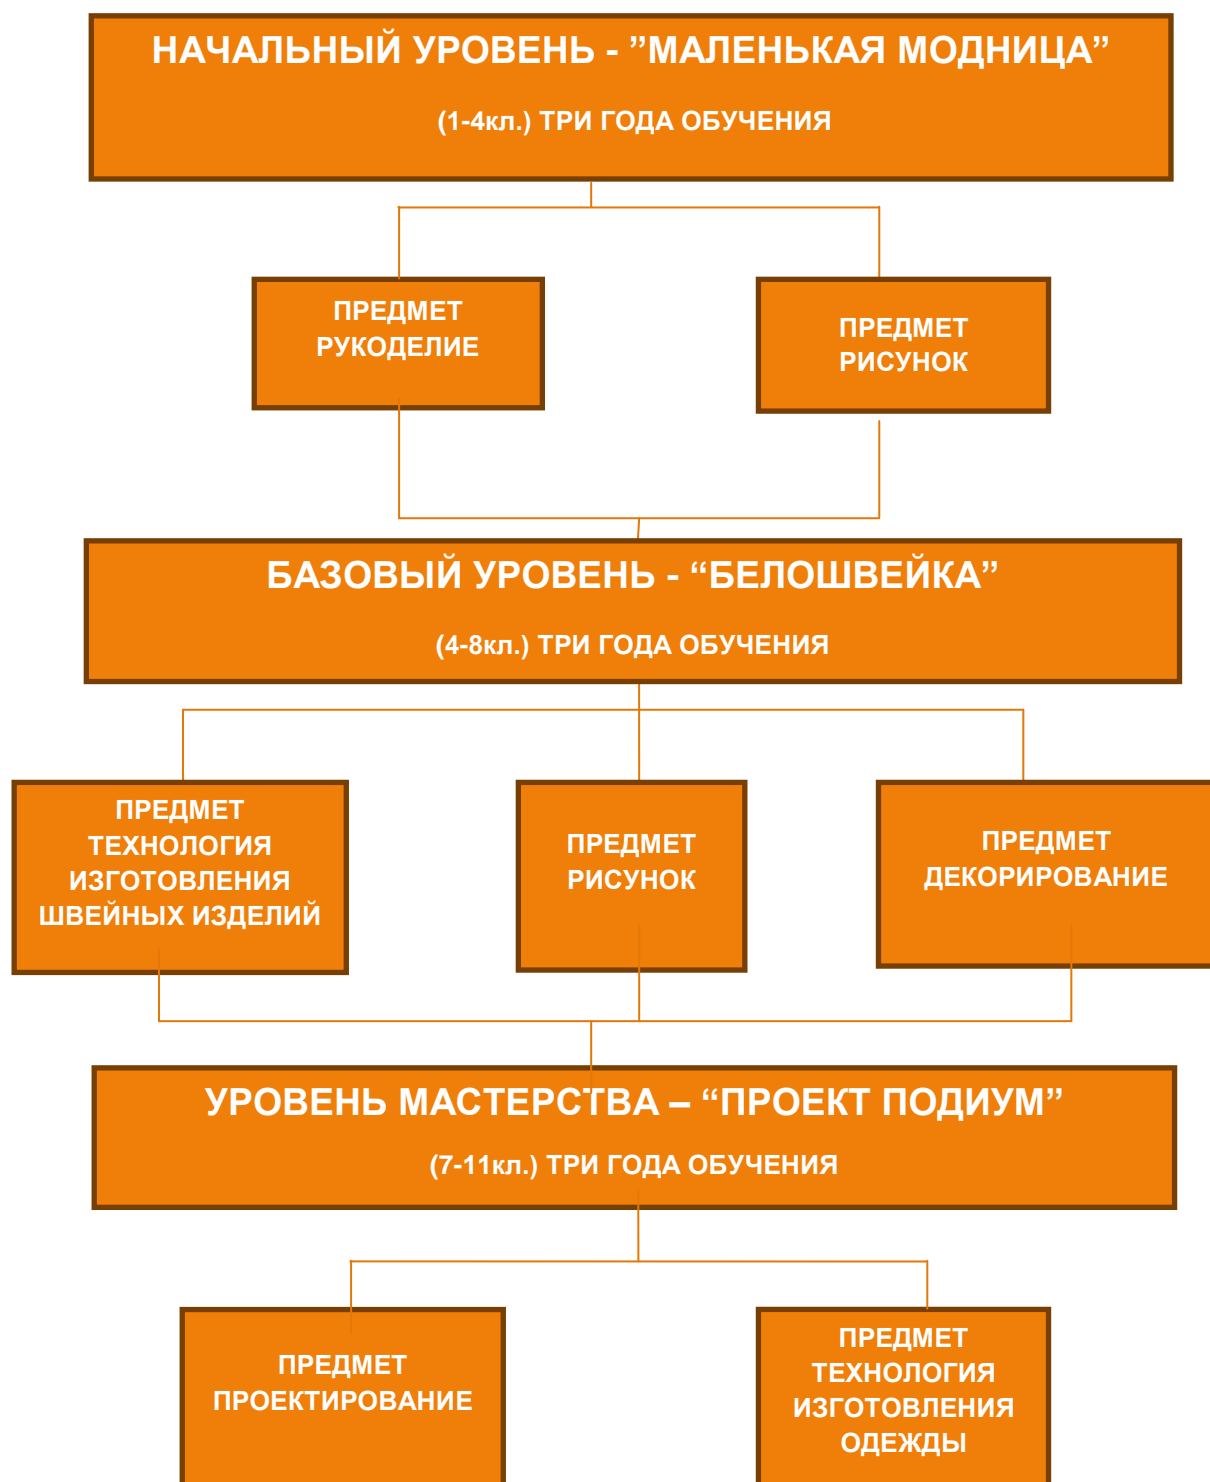 НАЧАЛЬНЫЙ УРОВЕНЬ - ”МАЛЕНЬКАЯ МОДНИЦА”
(1-4кл.) ТРИ ГОДА ОБУЧЕНИЯ
ПРЕДМЕТ
РУКОДЕЛИЕ
ПРЕДМЕТ
РИСУНОК
БАЗОВЫЙ УРОВЕНЬ - “БЕЛОШВЕЙКА”
(4-8кл.) ТРИ ГОДА ОБУЧЕНИЯ
ПРЕДМЕТ
ТЕХНОЛОГИЯ
ИЗГОТОВЛЕНИЯ
ШВЕЙНЫХ ИЗДЕЛИЙ
ПРЕДМЕТ
РИСУНОК
ПРЕДМЕТ
ДЕКОРИРОВАНИЕ
УРОВЕНЬ МАСТЕРСТВА – “ПРОЕКТ ПОДИУМ”
(7-11кл.) ТРИ ГОДА ОБУЧЕНИЯ
ПРЕДМЕТ
ПРОЕКТИРОВАНИЕ
ПРЕДМЕТ
ТЕХНОЛОГИЯ
ИЗГОТОВЛЕНИЯ
ОДЕЖДЫ